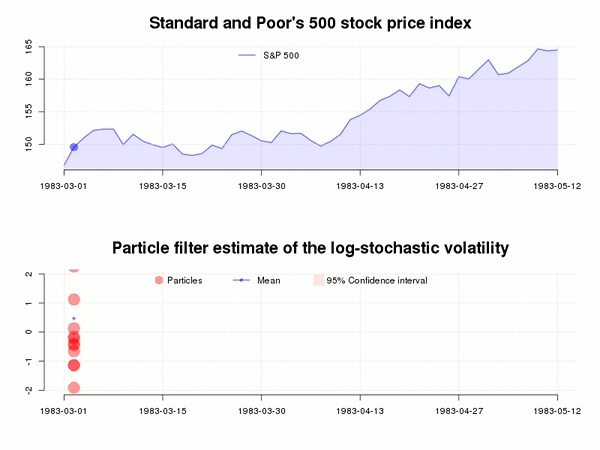 Standard and Poor's 500 stock price index
S&P 500
165
160
155
150
1983-03-01 1983-03-15 1983-03-30 1983-04-13 1983-04-27 1983-05-12
Particle filter estimate of the log-stochastic volatility
Particles Mean 95% Confidence interval
2
1
0
-1
-2
1983-03-01 1983-03-15 1983-03-30 1983-04-13 1983-04-27 1983-05-12